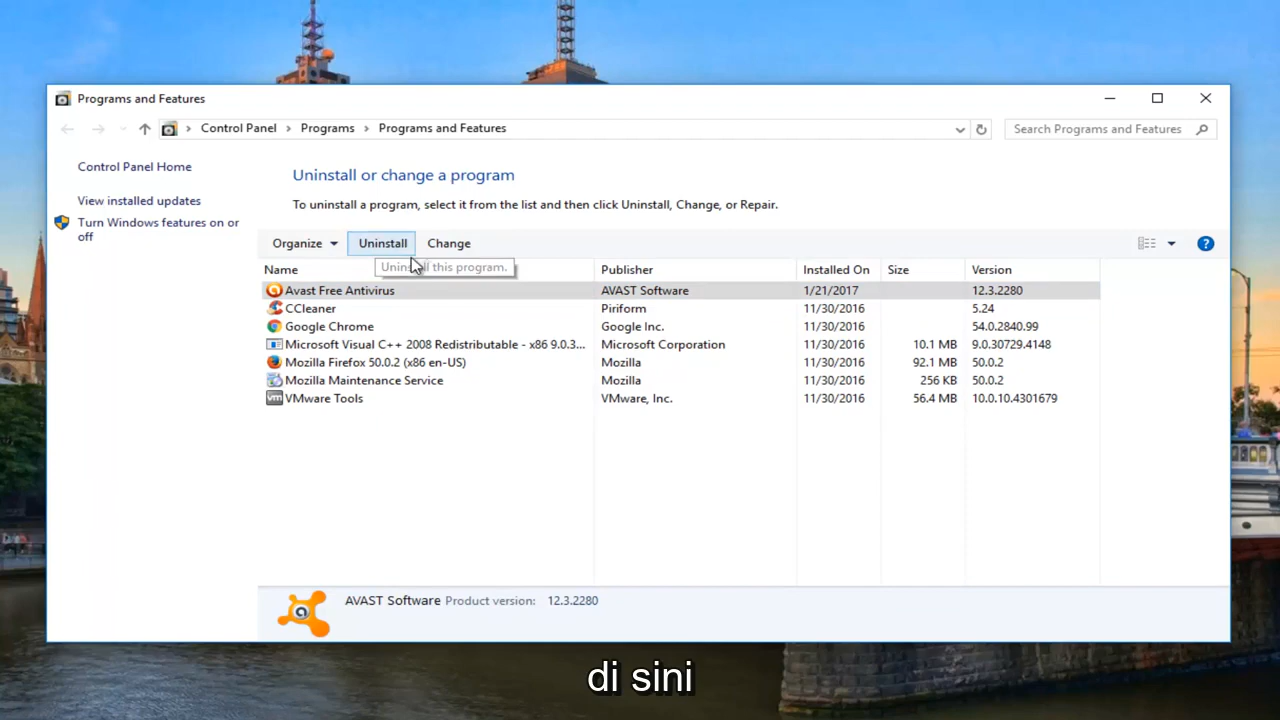 Programs and Features
Control Panel > Programs > Programs and Features
Search Programs and Features
Control Panel Home
View installed updates
Turn Windows features on or
off
Uninstall or change a program
To uninstall a program, select it from the list and then click Uninstall, Change, or Repair.
Organize Uninstall Change
Uninstall this program.
Name Publisher Installed On Size Version
Avast Free Antivirus AVAST Software 1/21/2017 12.3.2280
CCleaner Piriform 11/30/2016 5.24
Google Chrome Google Inc. 11/30/2016 54.0.2840.99
Microsoft Visual C++ 2008 Redistributable - x86 9.0.3... Microsoft Corporation 11/30/2016 10.1 MB 9.0.30729.4148
Mozilla Firefox 50.0.2 (x86 en-US) Mozilla 11/30/2016 92.1 MB 50.0.2
Mozilla Maintenance Service Mozilla 11/30/2016 256 KB 50.0.2
VMware Tools VMware, Inc. 11/30/2016 56.4 MB 10.0.10.4301679
AVAST Software Product version: 12.3.2280
di sini